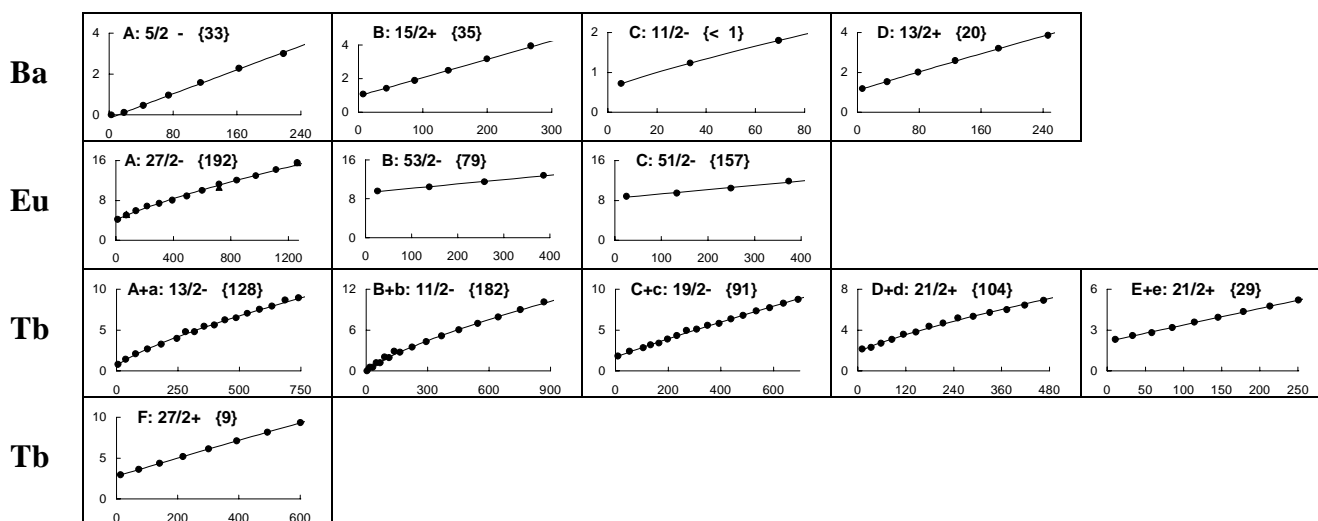 Ba
A: 5/2 - {33}
4
2
0
0 80 160 240
B: 15/2+ {35}
4
2
0
0 100 200 300
C: 11/2- {< 1}
2
1
0
0 20 40 60 80
D: 13/2+ {20}
4
2
0
0 80 160 240
Eu
A: 27/2- {192}
16
8
0
0 400 800 1200
B: 53/2- {79}
16
8
0
0 100 200 300 400
C: 51/2- {157}
16
8
0
0 100 200 300 400
Tb
A+a: 13/2- {128}
10
5
0
0 250 500 750
B+b: 11/2- {182}
12
6
0
0 300 600 900
C+c: 19/2- {91}
10
5
0
0 200 400 600
D+d: 21/2+ {104}
8
4
0
0 120 240 360 480
E+e: 21/2+ {29}
6
3
0
0 50 100 150 200 250
Tb
F: 27/2+ {9}
10
5
0
0 200 400 600